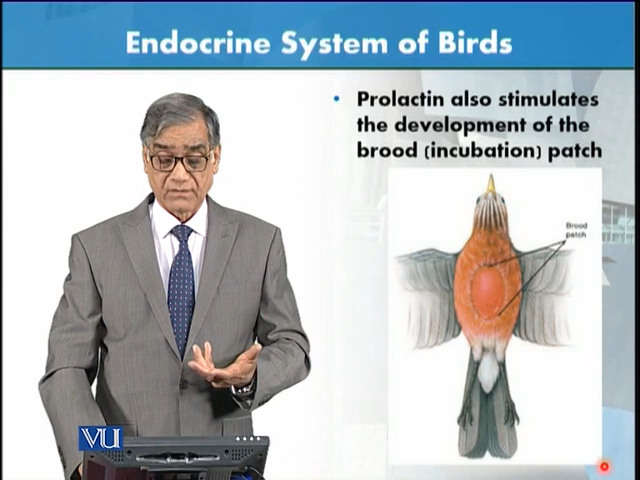 Endocrine System of Birds
• Prolactin also stimulates
the development of the
brood (incubation) patch
Brood
patch
VU